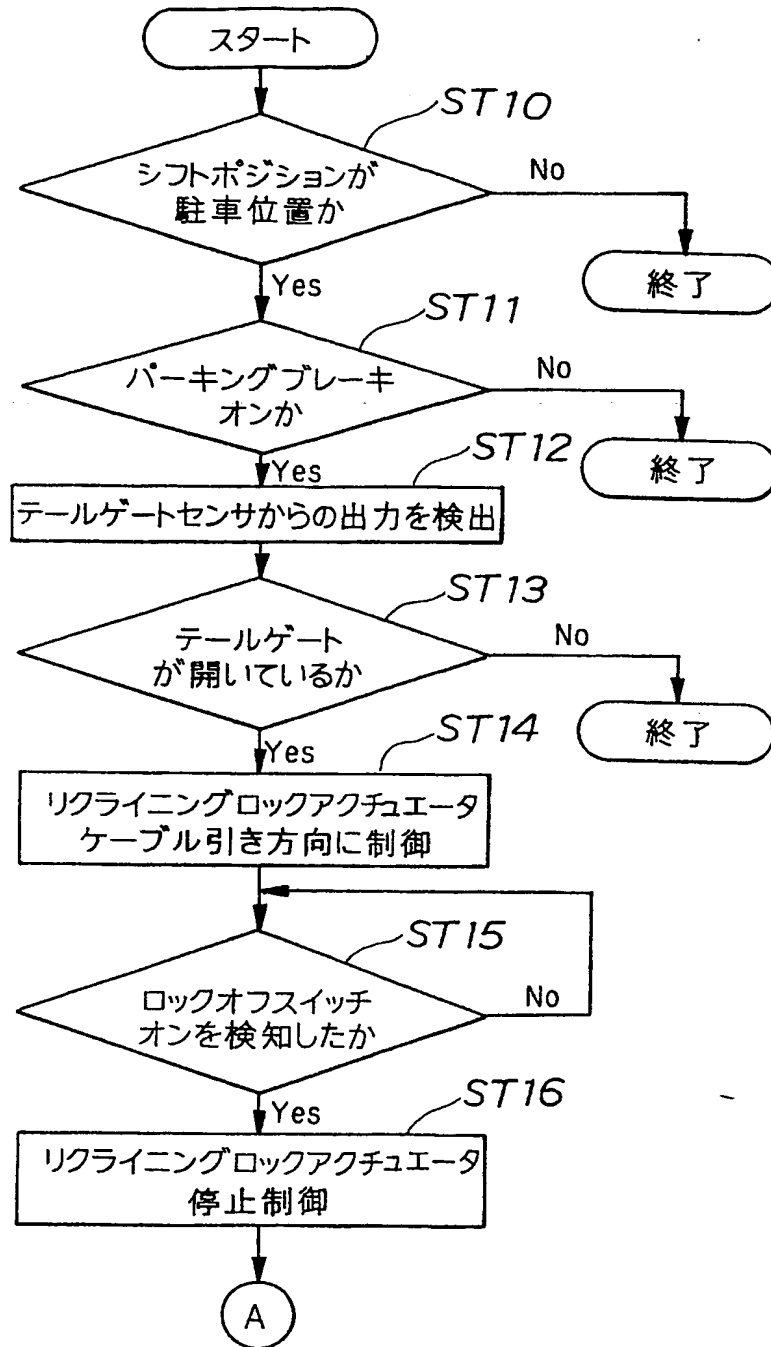 スタート
ST10
シフトポジションが
駐車位置か
No
終了
Yes
ST11
パーキングブレーキ
オンか
No
終了
Yes
ST12
テールゲートセンサからの出力を検出
ST13
テールゲート
が開いているか
No
終了
Yes
ST14
リクライニングロックアクチュエータ
ケーブル引き方向に制御
ST15
ロックオフスイッチ
オンを検知したか
No
Yes
ST16
リクライニングロックアクチュエータ
停止制御
A